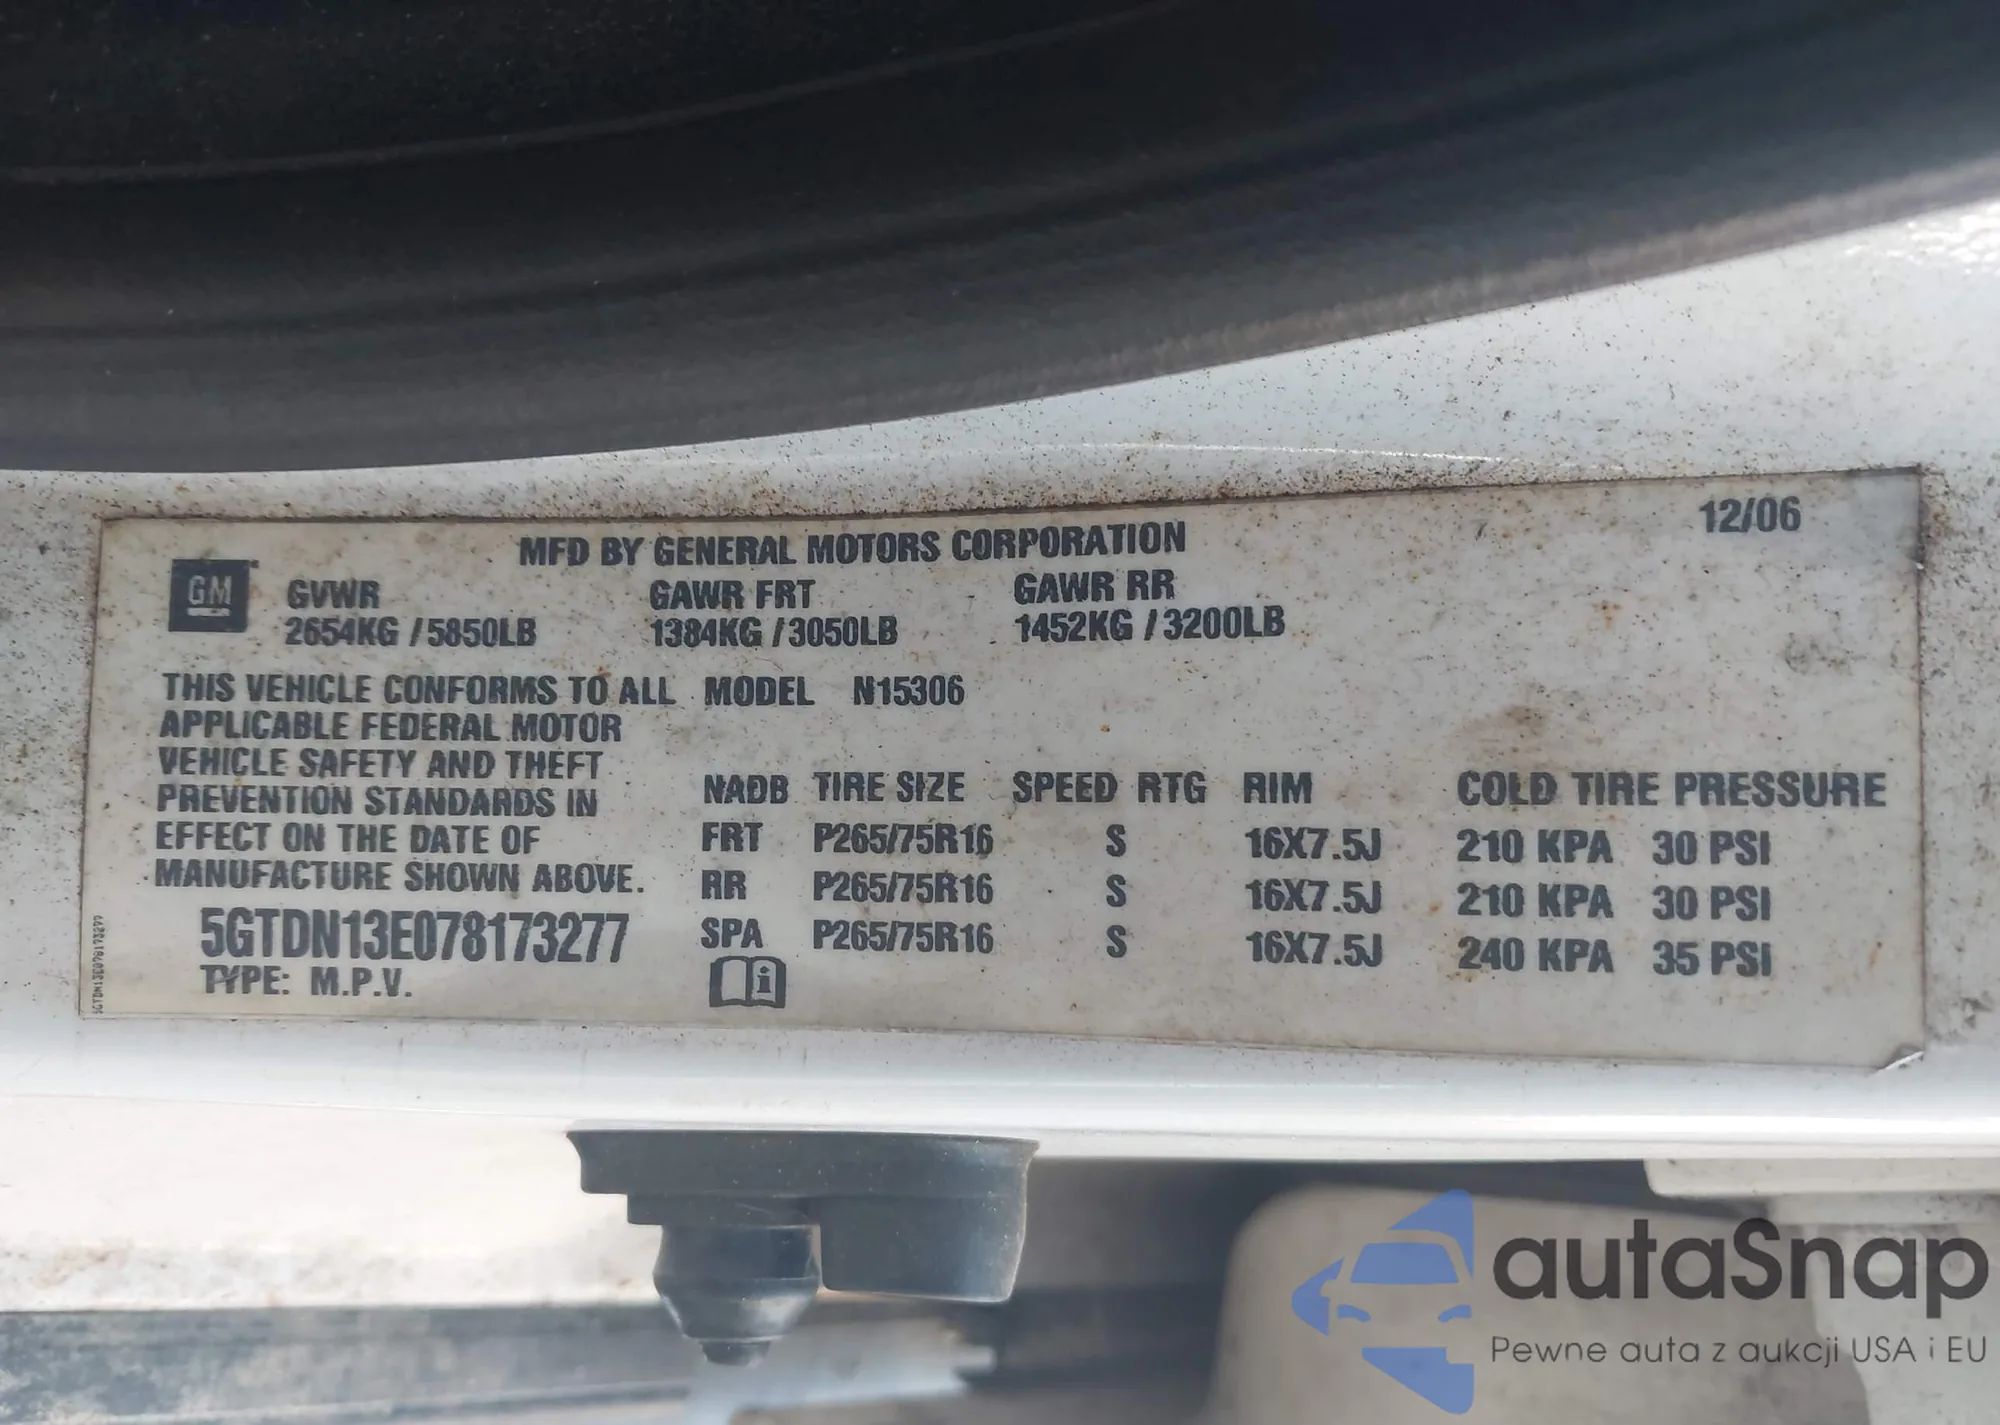 12/06
MFD BY GENERAL MOTORS CORPORATION
GM
GVWR GAWR FRT GAWR RR
2654KG / 5850LB 1384KG / 3050LB 1452KG / 3200LB
THIS VEHICLE CONFORMS TO ALL MODEL N15306
APPLICABLE FEDERAL MOTOR
VEHICLE SAFETY AND THEFT
PREVENTION STANDARDS IN
EFFECT ON THE DATE OF
MANUFACTURE SHOWN ABOVE.
NADB TIRE SIZE SPEED RTG RIM COLD TIRE PRESSURE
FRT P265/75R16 S 16X7.5J 210 KPA 30 PSI
RR P265/75R16 S 16X7.5J 210 KPA 30 PSI
SPA P265/75R16 S 16X7.5J 240 KPA 35 PSI
5GTDN13E078173277
TYPE: M.P.V.
i
5GTDN13E078173277
autaSnap
Pewne auta z aukcji USA i EU